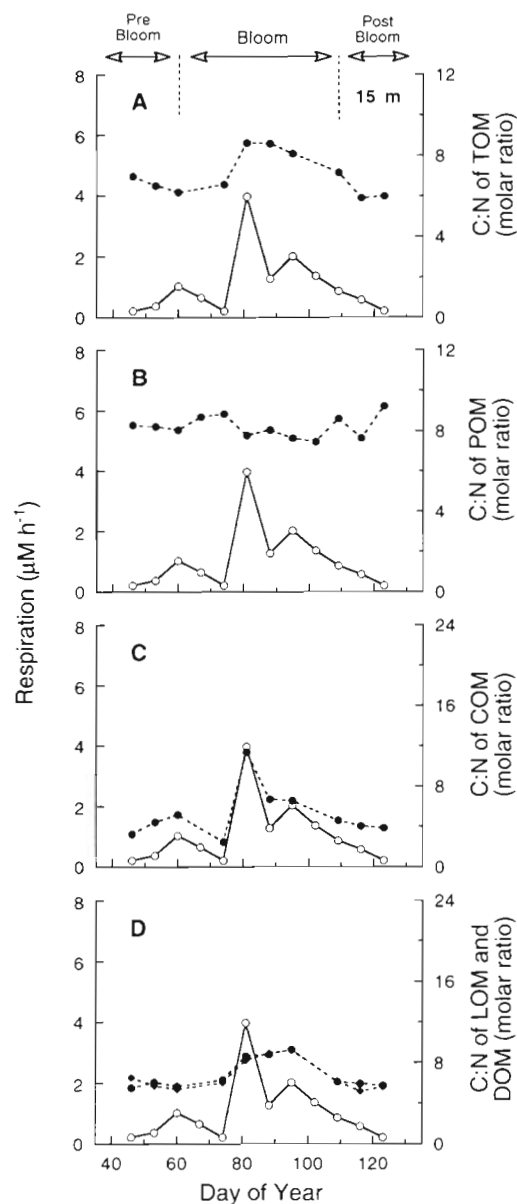 Pre Bloom
Bloom
Post Bloom
15 m
A
8
6
4
2
0
12
8
4
0
C:N of TOM
(molar ratio)
B
8
6
4
2
0
12
8
4
0
C:N of POM
(molar ratio)
Respiration (µM h⁻¹)
C
8
6
4
2
0
24
16
8
0
C:N of COM
(molar ratio)
D
8
6
4
2
0
24
16
8
0
C:N of LOM and
DOM (molar ratio)
40 60 80 100 120
Day of Year